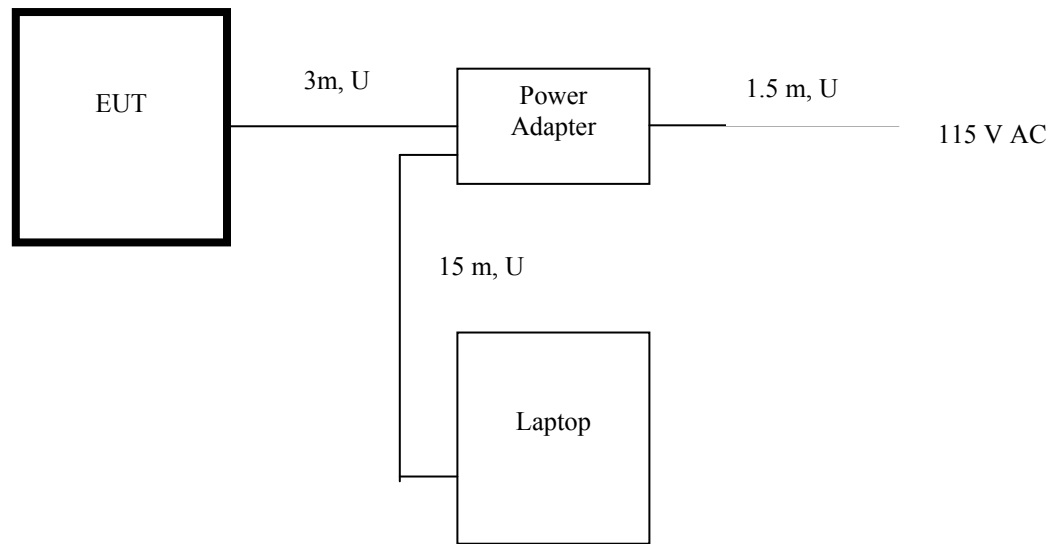 EUT
3m, U
Power
Adapter
1.5 m, U
115 V AC
15 m, U
Laptop